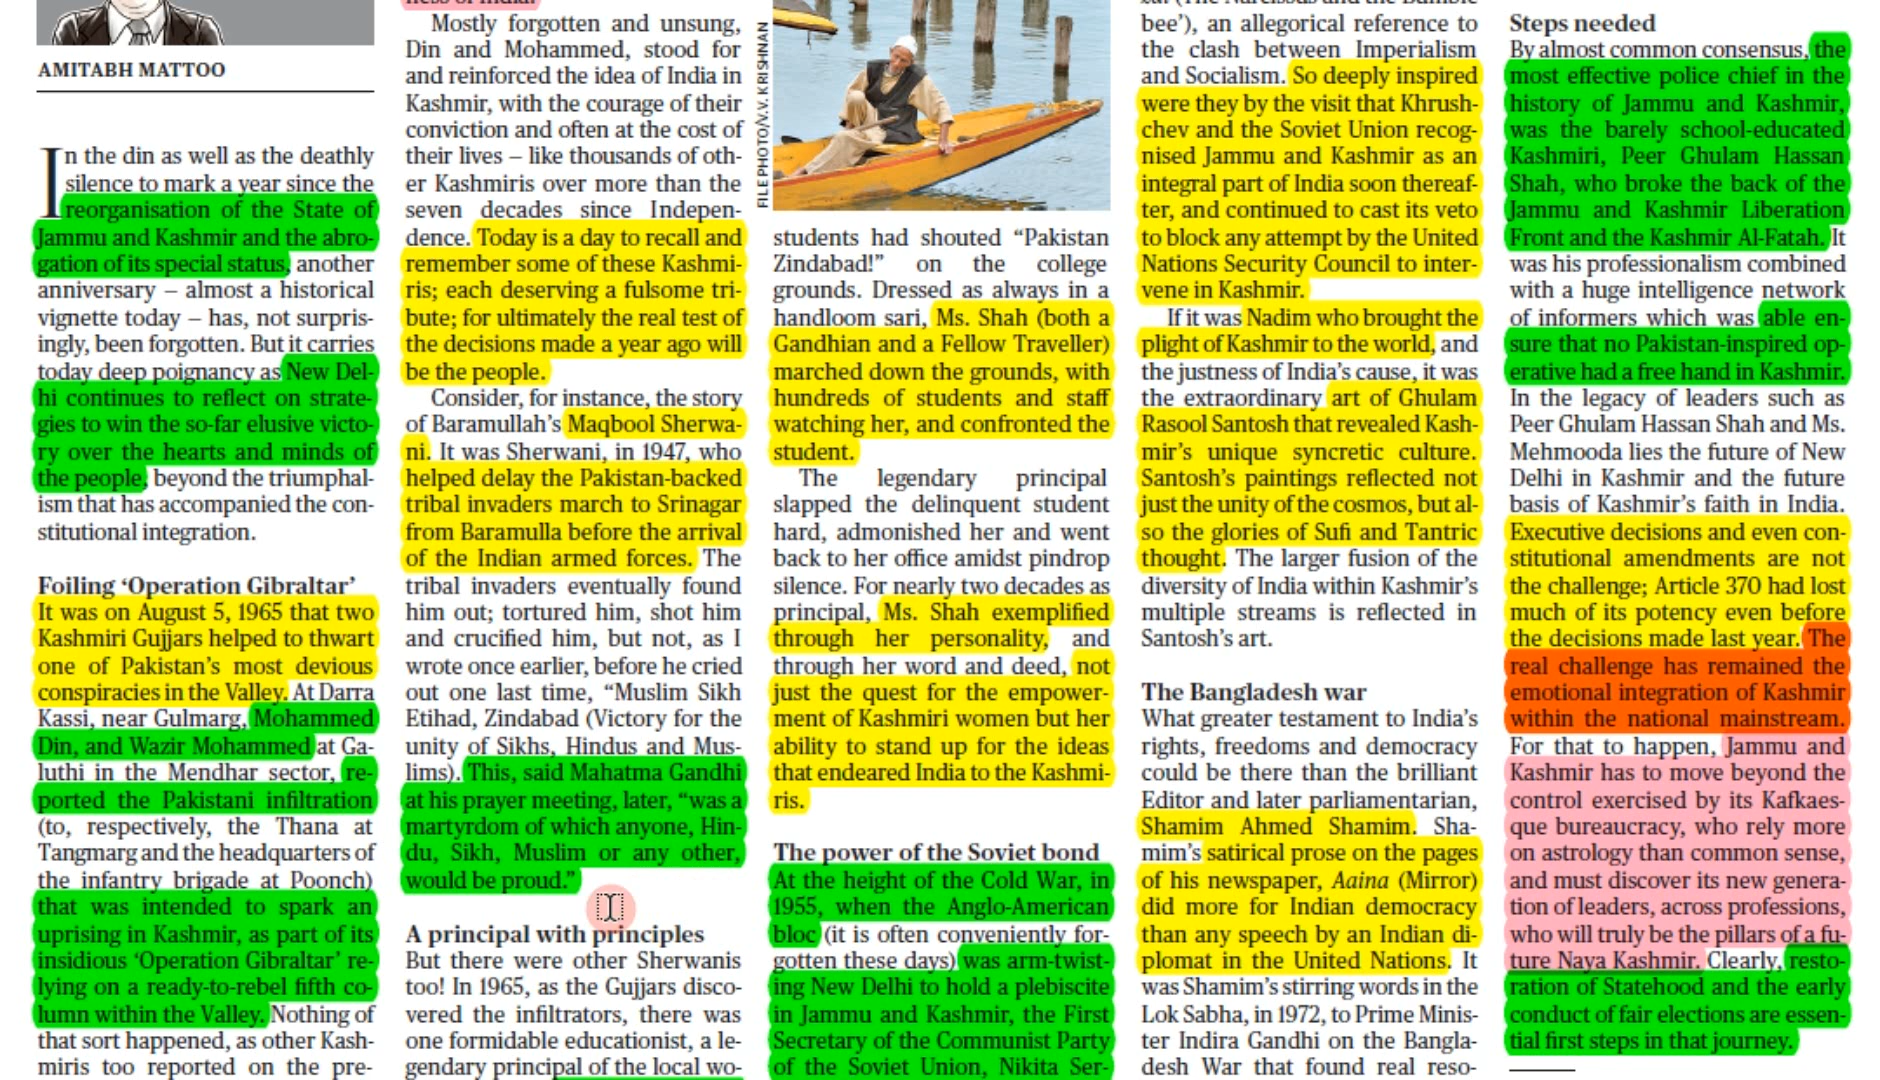 AMITABH MATTOO
In the din as well as the deathly
silence to mark a year since the
reorganisation of the State of
Jammu and Kashmir and the abro-
gation of its special status, another
anniversary – almost a historical
vignette today – has, not surpris-
ingly, been forgotten. But it carries
today deep poignancy as New Del-
hi continues to reflect on strate-
gies to win the so-far elusive victo-
ry over the hearts and minds of
the people, beyond the triumphal-
ism that has accompanied the con-
stitutional integration.
Foiling ‘Operation Gibraltar’
It was on August 5, 1965 that two
Kashmiri Gujjars helped to thwart
one of Pakistan’s most devious
conspiracies in the Valley. At Darra
Kassi, near Gulmarg, Mohammed
Din, and Wazir Mohammed at Ga-
luthi in the Mendhar sector, re-
ported the Pakistani infiltration
(to, respectively, the Thana at
Tangmarg and the headquarters of
the infantry brigade at Poonch)
that was intended to spark an
uprising in Kashmir, as part of its
insidious ‘Operation Gibraltar’ re-
lying on a ready-to-rebel fifth co-
lumn within the Valley. Nothing of
that sort happened, as other Kash-
miris too reported on the pre-
ness of India.
Mostly forgotten and unsung,
Din and Mohammed, stood for
and reinforced the idea of India in
Kashmir, with the courage of their
conviction and often at the cost of
their lives – like thousands of oth-
er Kashmiris over more than the
seven decades since Indepen-
dence. Today is a day to recall and
remember some of these Kashmi-
ris; each deserving a fulsome tri-
bute; for ultimately the real test of
the decisions made a year ago will
be the people.
Consider, for instance, the story
of Baramullah’s Maqbool Sherwa-
ni. It was Sherwani, in 1947, who
helped delay the Pakistan-backed
tribal invaders march to Srinagar
from Baramulla before the arrival
of the Indian armed forces. The
tribal invaders eventually found
him out; tortured him, shot him
and crucified him, but not, as I
wrote once earlier, before he cried
out one last time, “Muslim Sikh
Etihad, Zindabad (Victory for the
unity of Sikhs, Hindus and Mus-
lims). This, said Mahatma Gandhi
at his prayer meeting, later, “was a
martyrdom of which anyone, Hin-
du, Sikh, Muslim or any other,
would be proud.”
A principal with principles
But there were other Sherwanis
too! In 1965, as the Gujjars disco-
vered the infiltrators, there was
one formidable educationist, a le-
gendary principal of the local wo-
FILE PHOTO/V.V. KRISHNAN
students had shouted “Pakistan
Zindabad!” on the college
grounds. Dressed as always in a
handloom sari, Ms. Shah (both a
Gandhian and a Fellow Traveller)
marched down the grounds, with
hundreds of students and staff
watching her, and confronted the
student.
The legendary principal
slapped the delinquent student
hard, admonished her and went
back to her office amidst pindrop
silence. For nearly two decades as
principal, Ms. Shah exemplified
through her personality, and
through her word and deed, not
just the quest for the empower-
ment of Kashmiri women but her
ability to stand up for the ideas
that endeared India to the Kashmi-
ris.
The power of the Soviet bond
At the height of the Cold War, in
1955, when the Anglo-American
bloc (it is often conveniently for-
gotten these days) was arm-twist-
ing New Delhi to hold a plebiscite
in Jammu and Kashmir, the First
Secretary of the Communist Party
of the Soviet Union, Nikita Ser-
(The Narcissus and the Bumble
bee’), an allegorical reference to
the clash between Imperialism
and Socialism. So deeply inspired
were they by the visit that Khrush-
chev and the Soviet Union recog-
nised Jammu and Kashmir as an
integral part of India soon thereaf-
ter, and continued to cast its veto
to block any attempt by the United
Nations Security Council to inter-
vene in Kashmir.
If it was Nadim who brought the
plight of Kashmir to the world, and
the justness of India’s cause, it was
the extraordinary art of Ghulam
Rasool Santosh that revealed Kash-
mir’s unique syncretic culture.
Santosh’s paintings reflected not
just the unity of the cosmos, but al-
so the glories of Sufi and Tantric
thought. The larger fusion of the
diversity of India within Kashmir’s
multiple streams is reflected in
Santosh’s art.
The Bangladesh war
What greater testament to India’s
rights, freedoms and democracy
could be there than the brilliant
Editor and later parliamentarian,
Shamim Ahmed Shamim. Sha-
mim’s satirical prose on the pages
of his newspaper, Aaina (Mirror)
did more for Indian democracy
than any speech by an Indian di-
plomat in the United Nations. It
was Shamim’s stirring words in the
Lok Sabha, in 1972, to Prime Minis-
ter Indira Gandhi on the Bangla-
desh War that found real reso-
Steps needed
By almost common consensus, the
most effective police chief in the
history of Jammu and Kashmir,
was the barely school-educated
Kashmiri, Peer Ghulam Hassan
Shah, who broke the back of the
Jammu and Kashmir Liberation
Front and the Kashmir Al-Fatah. It
was his professionalism combined
with a huge intelligence network
of informers which was able en-
sure that no Pakistan-inspired op-
erative had a free hand in Kashmir.
In the legacy of leaders such as
Peer Ghulam Hassan Shah and Ms.
Mehmooda lies the future of New
Delhi in Kashmir and the future
basis of Kashmir’s faith in India.
Executive decisions and even con-
stitutional amendments are not
the challenge; Article 370 had lost
much of its potency even before
the decisions made last year. The
real challenge has remained the
emotional integration of Kashmir
within the national mainstream.
For that to happen, Jammu and
Kashmir has to move beyond the
control exercised by its Kafkaes-
que bureaucracy, who rely more
on astrology than common sense,
and must discover its new genera-
tion of leaders, across professions,
who will truly be the pillars of a fu-
ture Naya Kashmir. Clearly, resto-
ration of Statehood and the early
conduct of fair elections are essen-
tial first steps in that journey.